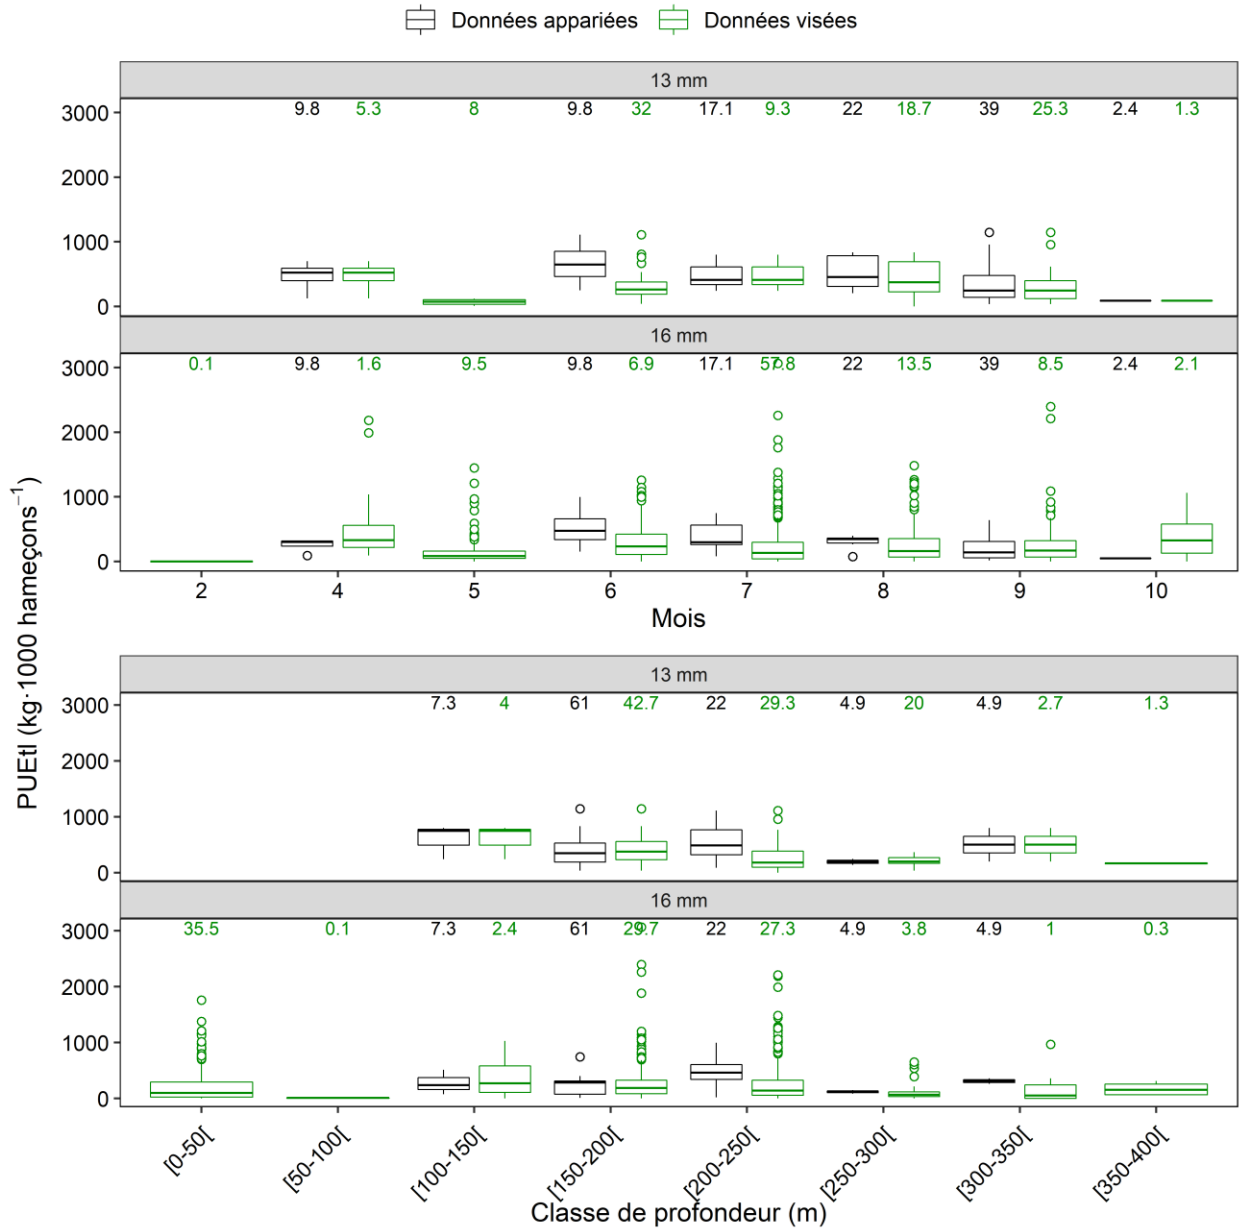 Données appariées Données visées
13 mm
9.8 5.3 8 9.8 32 17.1 9.3 22 18.7 39 25.3 2.4 1.3
3000
2000
1000
0
16 mm
0.1 9.8 1.6 9.5 9.8 6.9 17.1 57.8 22 13.5 39 8.5 2.4 2.1
3000
2000
1000
0
2 4 5 6 7 8 9 10
Mois
PUEtl (kg·1000 hameçons⁻¹)
13 mm
7.3 4 61 42.7 22 29.3 4.9 20 4.9 2.7 1.3
3000
2000
1000
0
16 mm
35.5 0.1 7.3 2.4 61 29.7 22 27.3 4.9 3.8 4.9 1 0.3
3000
2000
1000
0
[0-50[ [50-100[ [100-150[ [150-200[ [200-250[ [250-300[ [300-350[ [350-400[
Classe de profondeur (m)